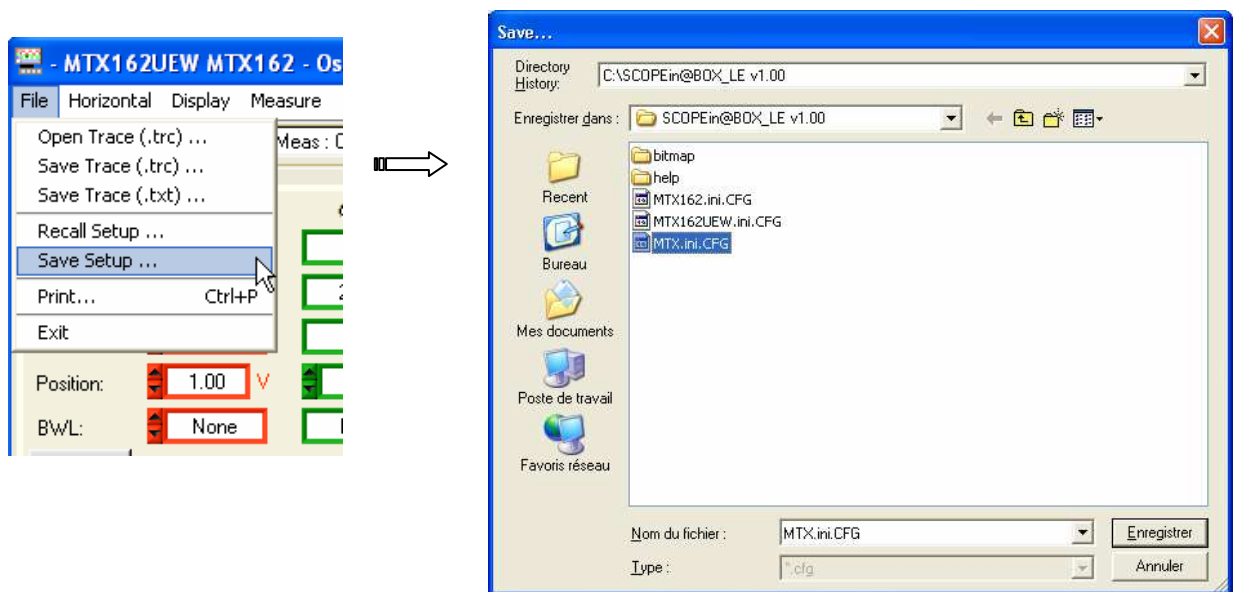 - MTX162UEW MTX162 - Os
File Horizontal Display Measure
Meas :
Open Trace (.trc) ...
Save Trace (.trc) ...
Save Trace (.txt) ...
Recall Setup ...
Save Setup ...
Print... Ctrl+P
Exit
Position: 1.00 V
BWL: None
Save...
Directory History: C:\SCOPEin@BOX_LE v1.00
Enregistrer dans : SCOPEin@BOX_LE v1.00
Recent
Bureau
Mes documents
Poste de travail
Favoris réseau
bitmap
help
MTX162.ini.CFG
MTX162UEW.ini.CFG
MTX.ini.CFG
Nom du fichier : MTX.ini.CFG Enregistrer
Type : *.cfg Annuler